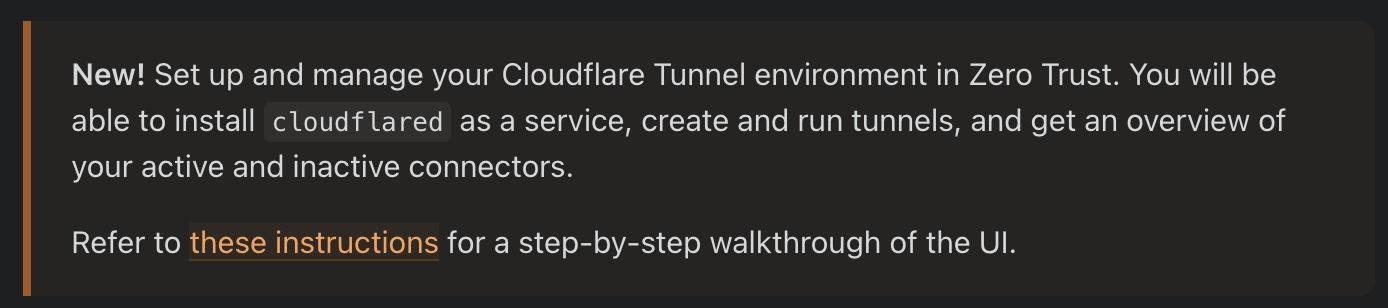 New! Set up and manage your Cloudflare Tunnel environment in Zero Trust. You will be
able to install cloudflared as a service, create and run tunnels, and get an overview of
your active and inactive connectors.
Refer to these instructions for a step-by-step walkthrough of the UI.